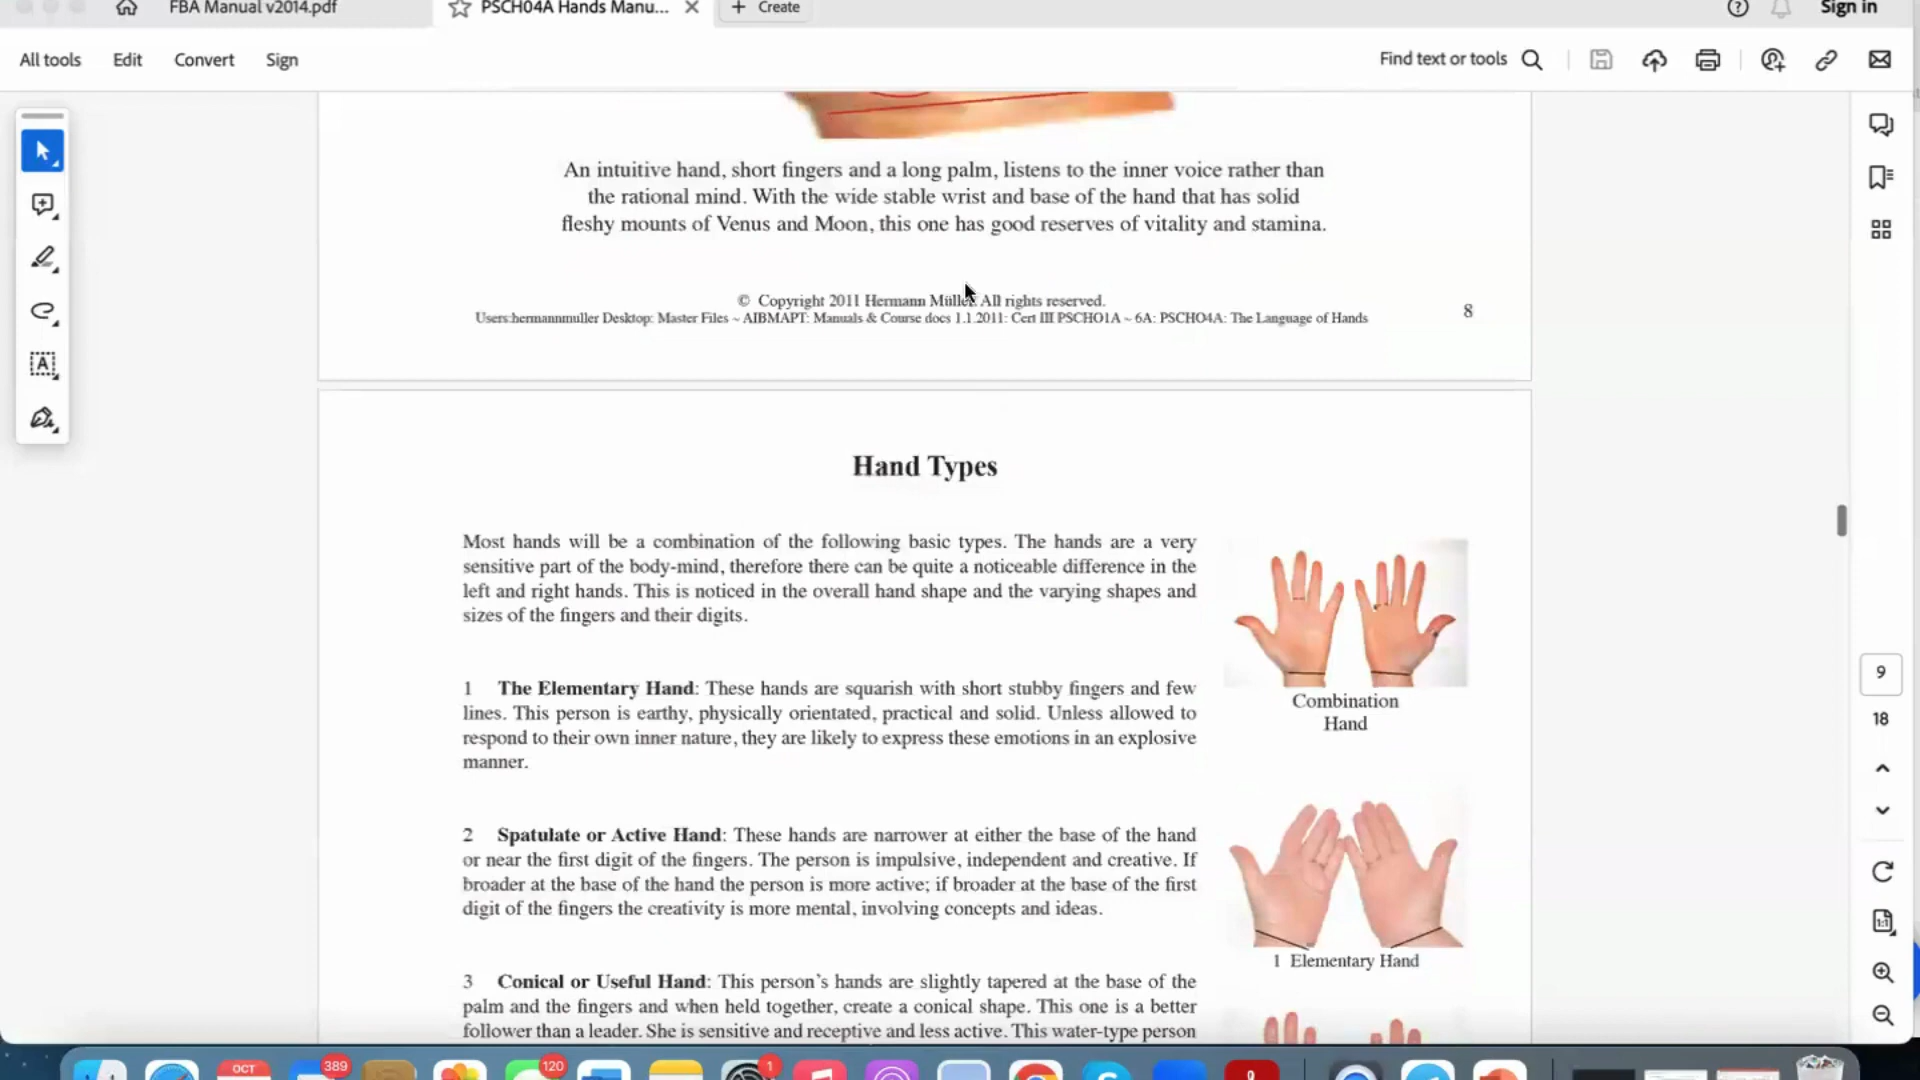 FBA Manual v2014.pdf
PSCH04A Hands Manu...
Create
Sign in
All tools
Edit
Convert
Sign
Find text or tools
An intuitive hand, short fingers and a long palm, listens to the inner voice rather than
the rational mind. With the wide stable wrist and base of the hand that has solid
fleshy mounts of Venus and Moon, this one has good reserves of vitality and stamina.
© Copyright 2011 Hermann Müller. All rights reserved.
Users:hermannmuller Desktop: Master Files ~ AIBMAPT: Manuals & Course docs 1.1.2011: Cert III PSCHO1A ~ 6A: PSCHO4A: The Language of Hands
8
Hand Types
Most hands will be a combination of the following basic types. The hands are a very
sensitive part of the body-mind, therefore there can be quite a noticeable difference in the
left and right hands. This is noticed in the overall hand shape and the varying shapes and
sizes of the fingers and their digits.
Combination
Hand
1 The Elementary Hand: These hands are squarish with short stubby fingers and few
lines. This person is earthy, physically orientated, practical and solid. Unless allowed to
respond to their own inner nature, they are likely to express these emotions in an explosive
manner.
2 Spatulate or Active Hand: These hands are narrower at either the base of the hand
or near the first digit of the fingers. The person is impulsive, independent and creative. If
broader at the base of the hand the person is more active; if broader at the base of the first
digit of the fingers the creativity is more mental, involving concepts and ideas.
1 Elementary Hand
3 Conical or Useful Hand: This person's hands are slightly tapered at the base of the
palm and the fingers and when held together, create a conical shape. This one is a better
follower than a leader. She is sensitive and receptive and less active. This water-type person
9
18
1:1
OCT
389
120
1